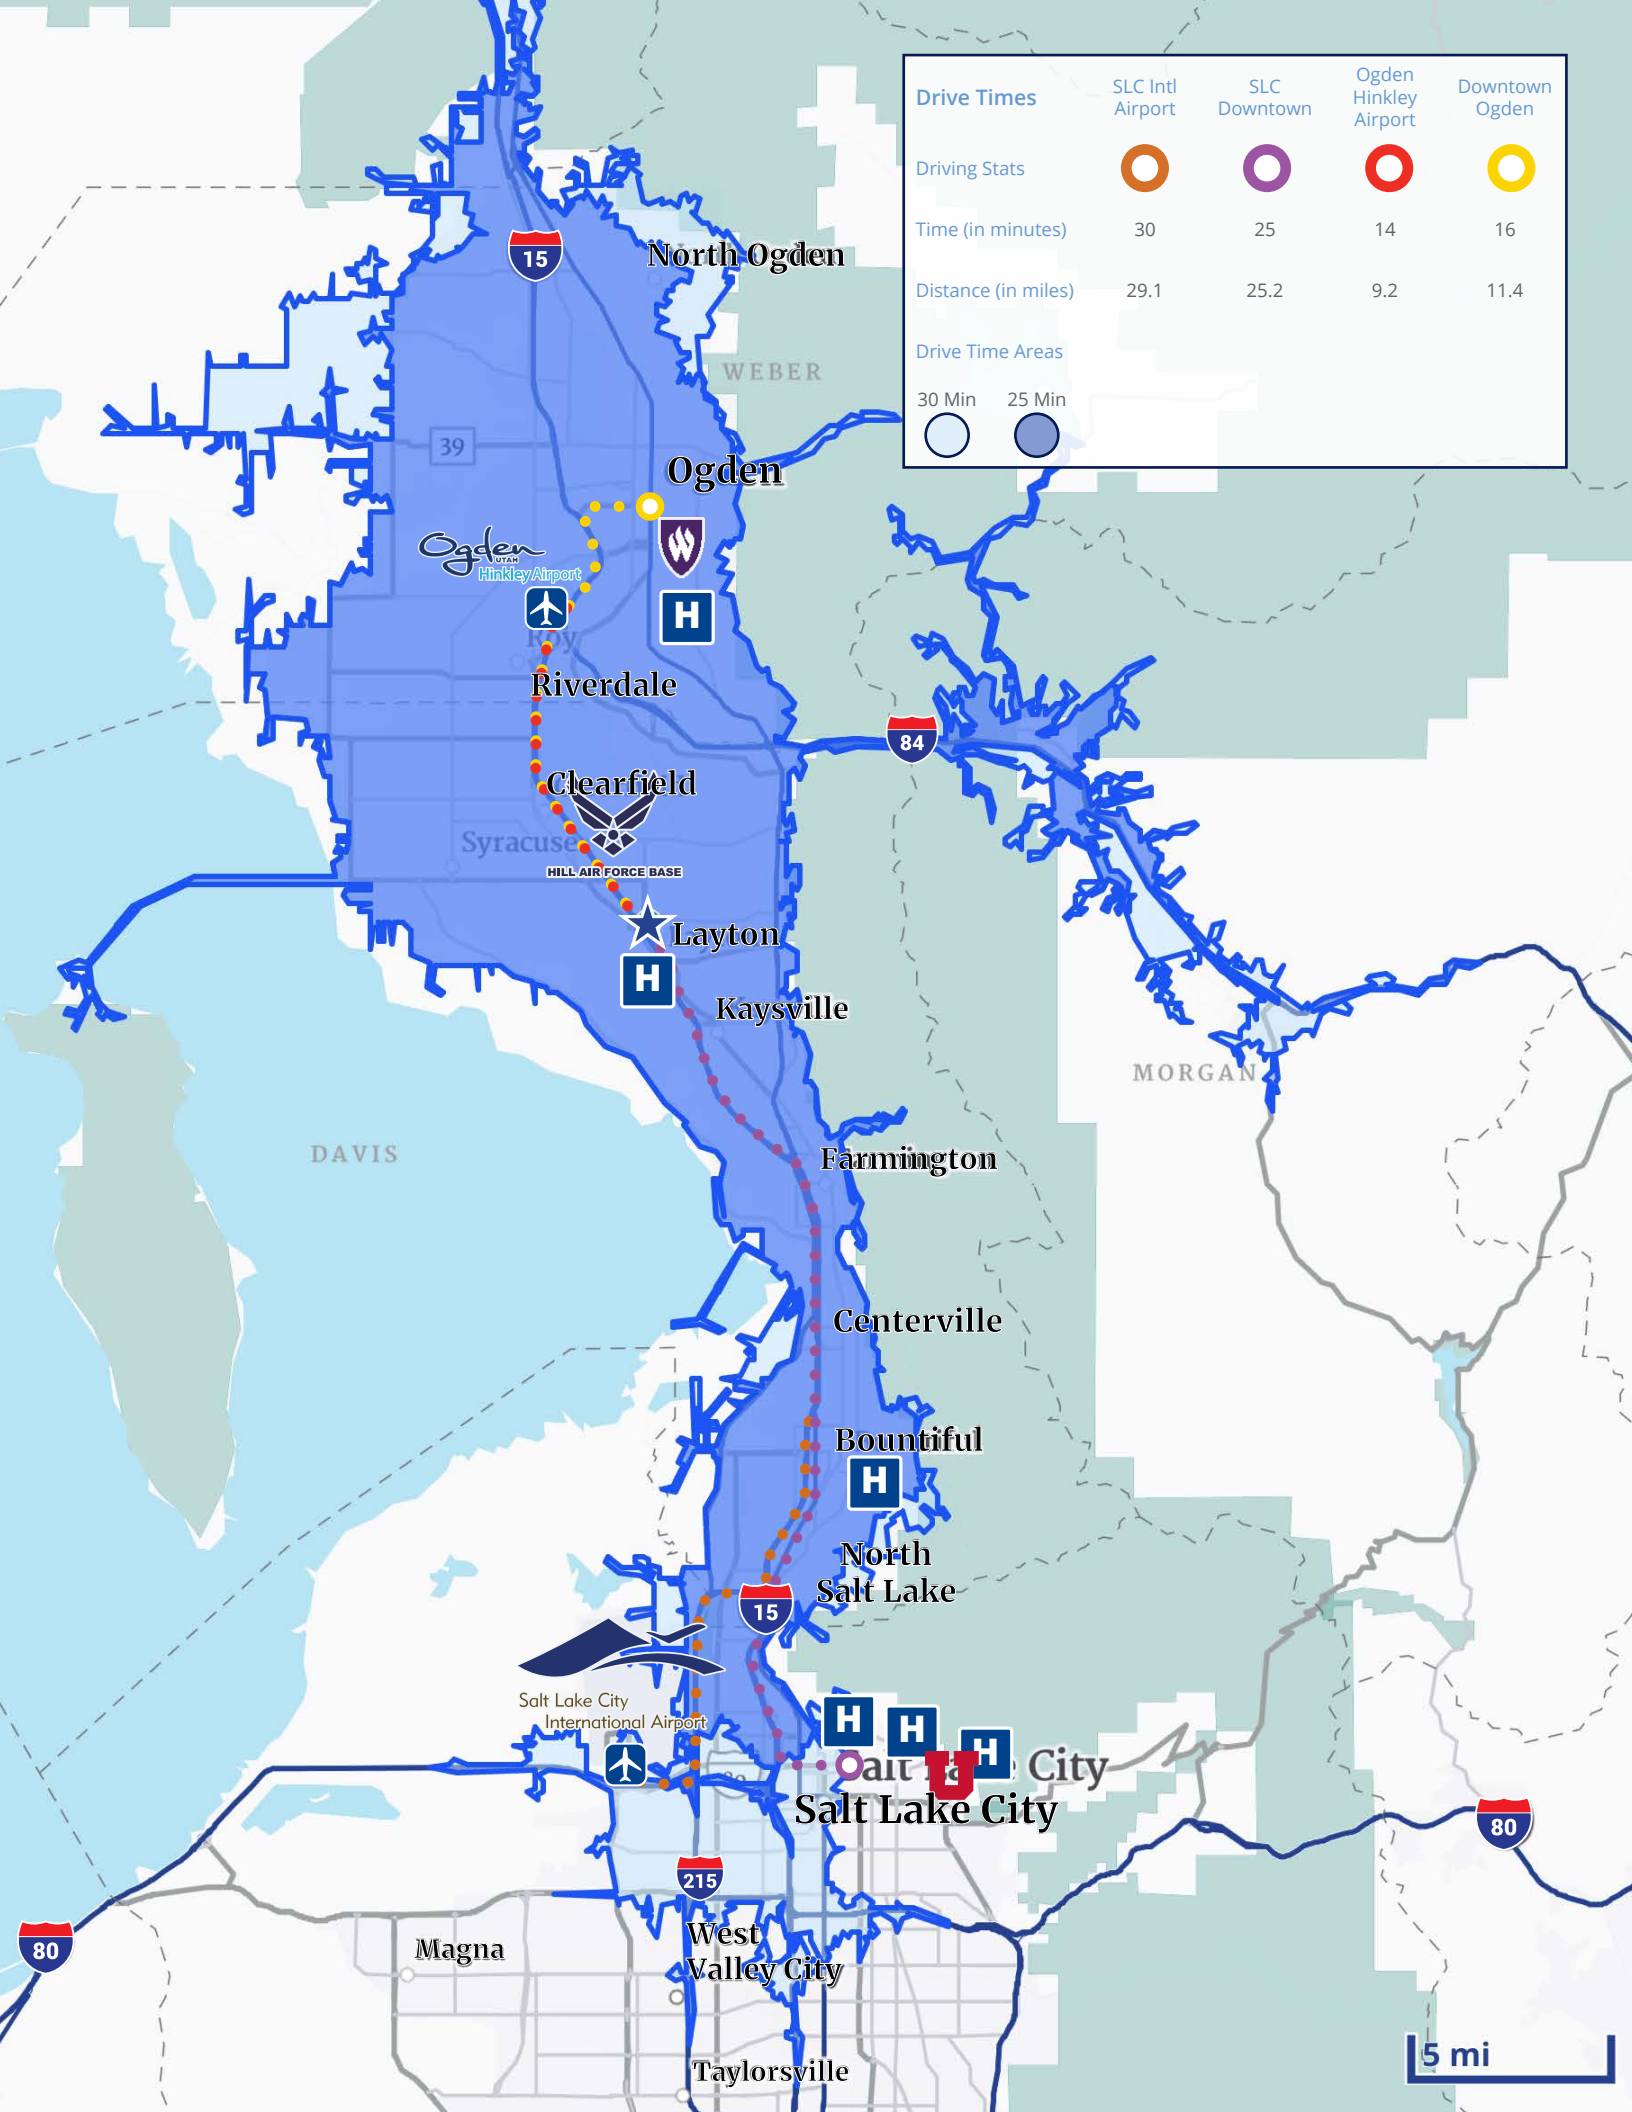 Drive Times
SLC Intl
Airport
SLC
Downtown
Ogden
Hinkley
Airport
Downtown
Ogden
Driving Stats
Time (in minutes) 30 25 14 16
Distance (in miles) 29.1 25.2 9.2 11.4
Drive Time Areas
30 Min 25 Min
15
North Ogden
WEBER
39
Ogden
Ogden
UTAH
Hinkley Airport
H
Roy
Riverdale
84
Clearfield
Syracuse
HILL AIR FORCE BASE
Layton
H
Kaysville
MORGAN
DAVIS
Farmington
Centerville
Bountiful
H
North
Salt Lake
15
Salt Lake City
International Airport
H
H
H
U
City
Salt Lake City
80
215
80
West
Valley City
Magna
Taylorsville
5 mi